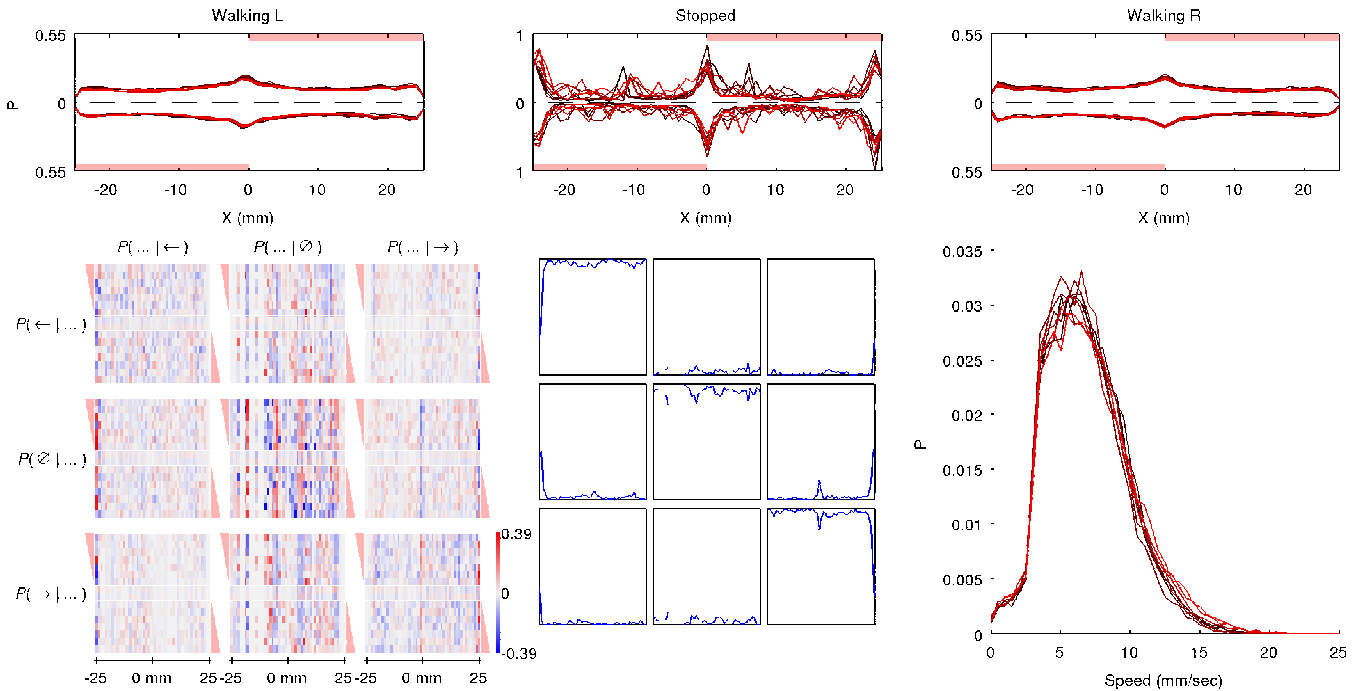 Walking L
Stopped
Walking R
0.55
0
0.55
P
-20 -10 0 10 20
X (mm)
1
0
1
-20 -10 0 10 20
X (mm)
0.55
0
0.55
-20 -10 0 10 20
X (mm)
P( ... | ← )
P( ... | ∅ )
P( ... | → )
P( ← | ... )
P( ∅ | ... )
P( → | ... )
0.39
0
-0.39
-25 0 mm 25
-25 0 mm 25
-25 0 mm 25
0.035
0.03
0.025
0.02
0.015
0.01
0.005
0
P
0 5 10 15 20 25
Speed (mm/sec)